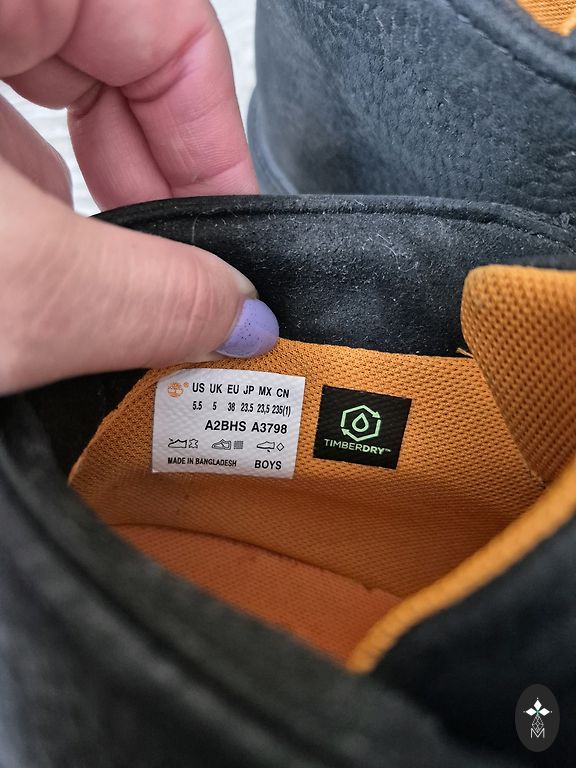 US UK EU JP MX CN
5.5 5 38 23.5 23,5 235(1)
A2BHS A3798
MADE IN BANGLADESH BOYS
TIMBERDRY™
M